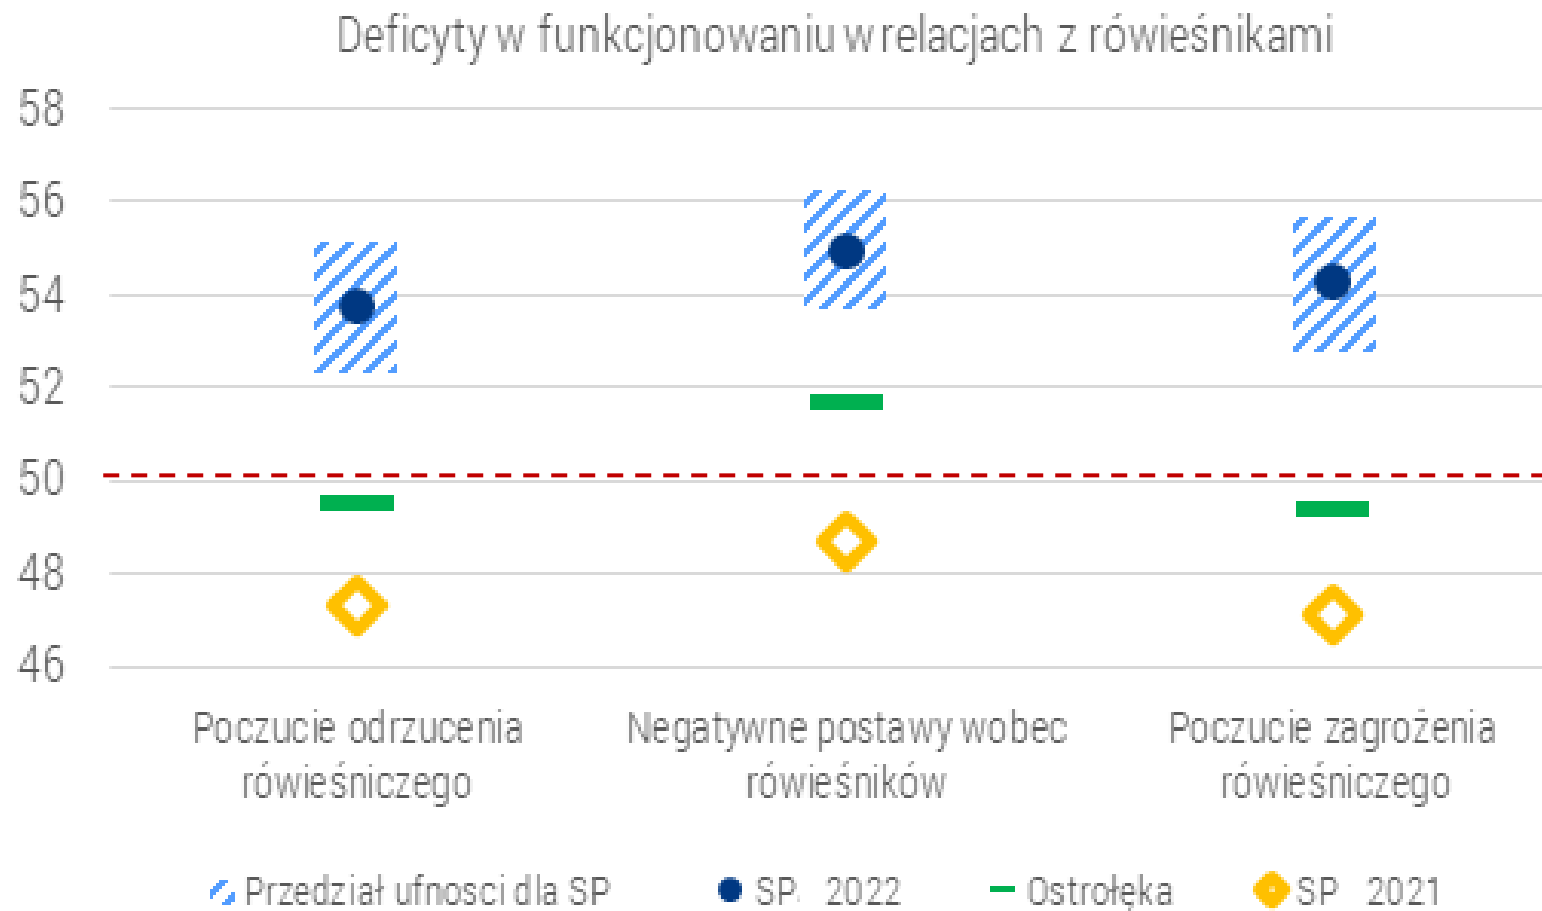 Deficyty w funkcjonowaniu w relacjach z rówieśnikami
58
56
54
52
50
48
46
Poczucie odrzucenia
rówieśniczego
Negatywne postawy wobec
rówieśników
Poczucie zagrożenia
rówieśniczego
Przedział ufnosci dla SP
SP. 2022
Ostrołęka
SP 2021